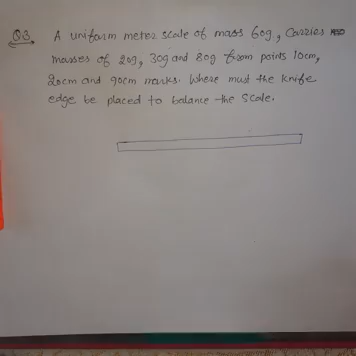 Q3. A uniform meter scale of mass 60g., Carries
masses of 20g, 30g and 80g from points 10cm,
20cm and 90cm marks. Where must the knife
edge be placed to balance the scale.